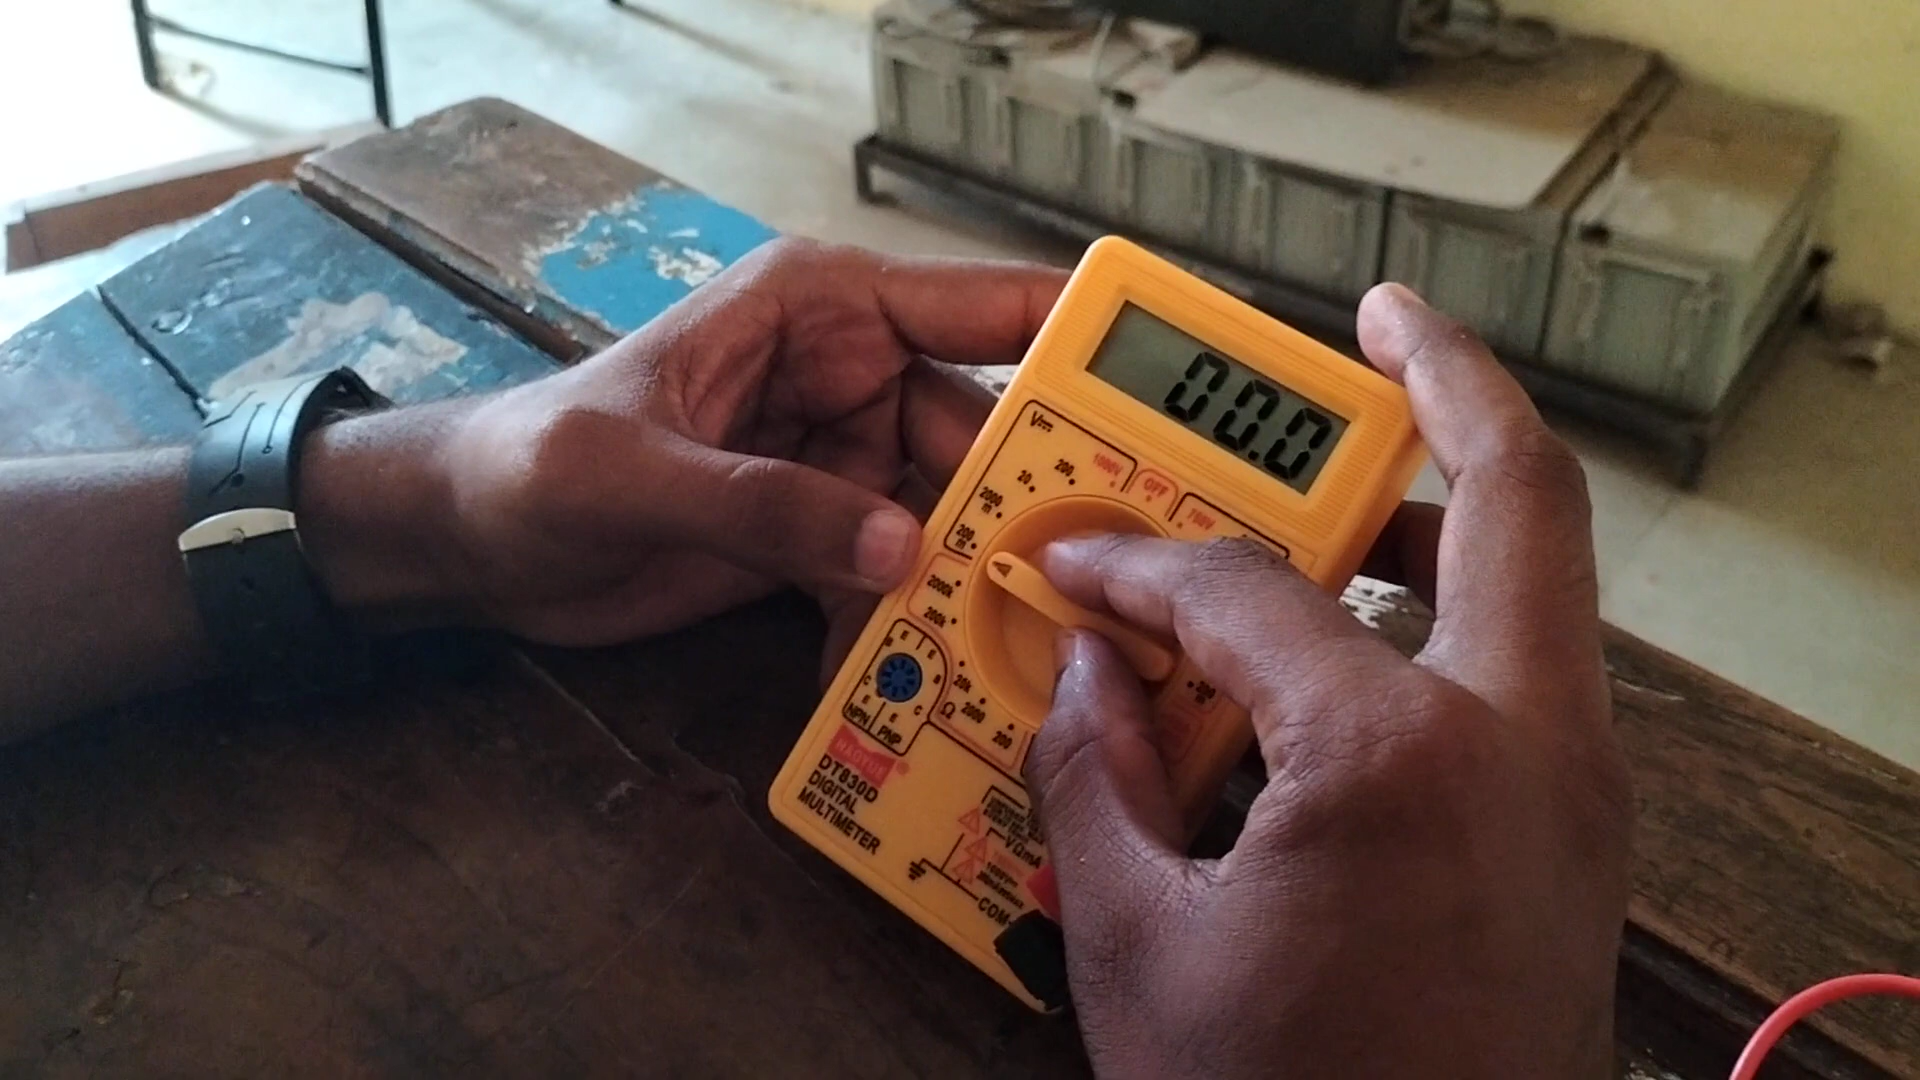 00.0
V⎓
OFF
1000V
750V
200
20
2000
m
200
m
2000k
200k
20k
Ω
2000
200
200
m
E
E
B
C
C
E
E
NPN
PNP
DT830D
DIGITAL
MULTIMETER
VΩmA
COM